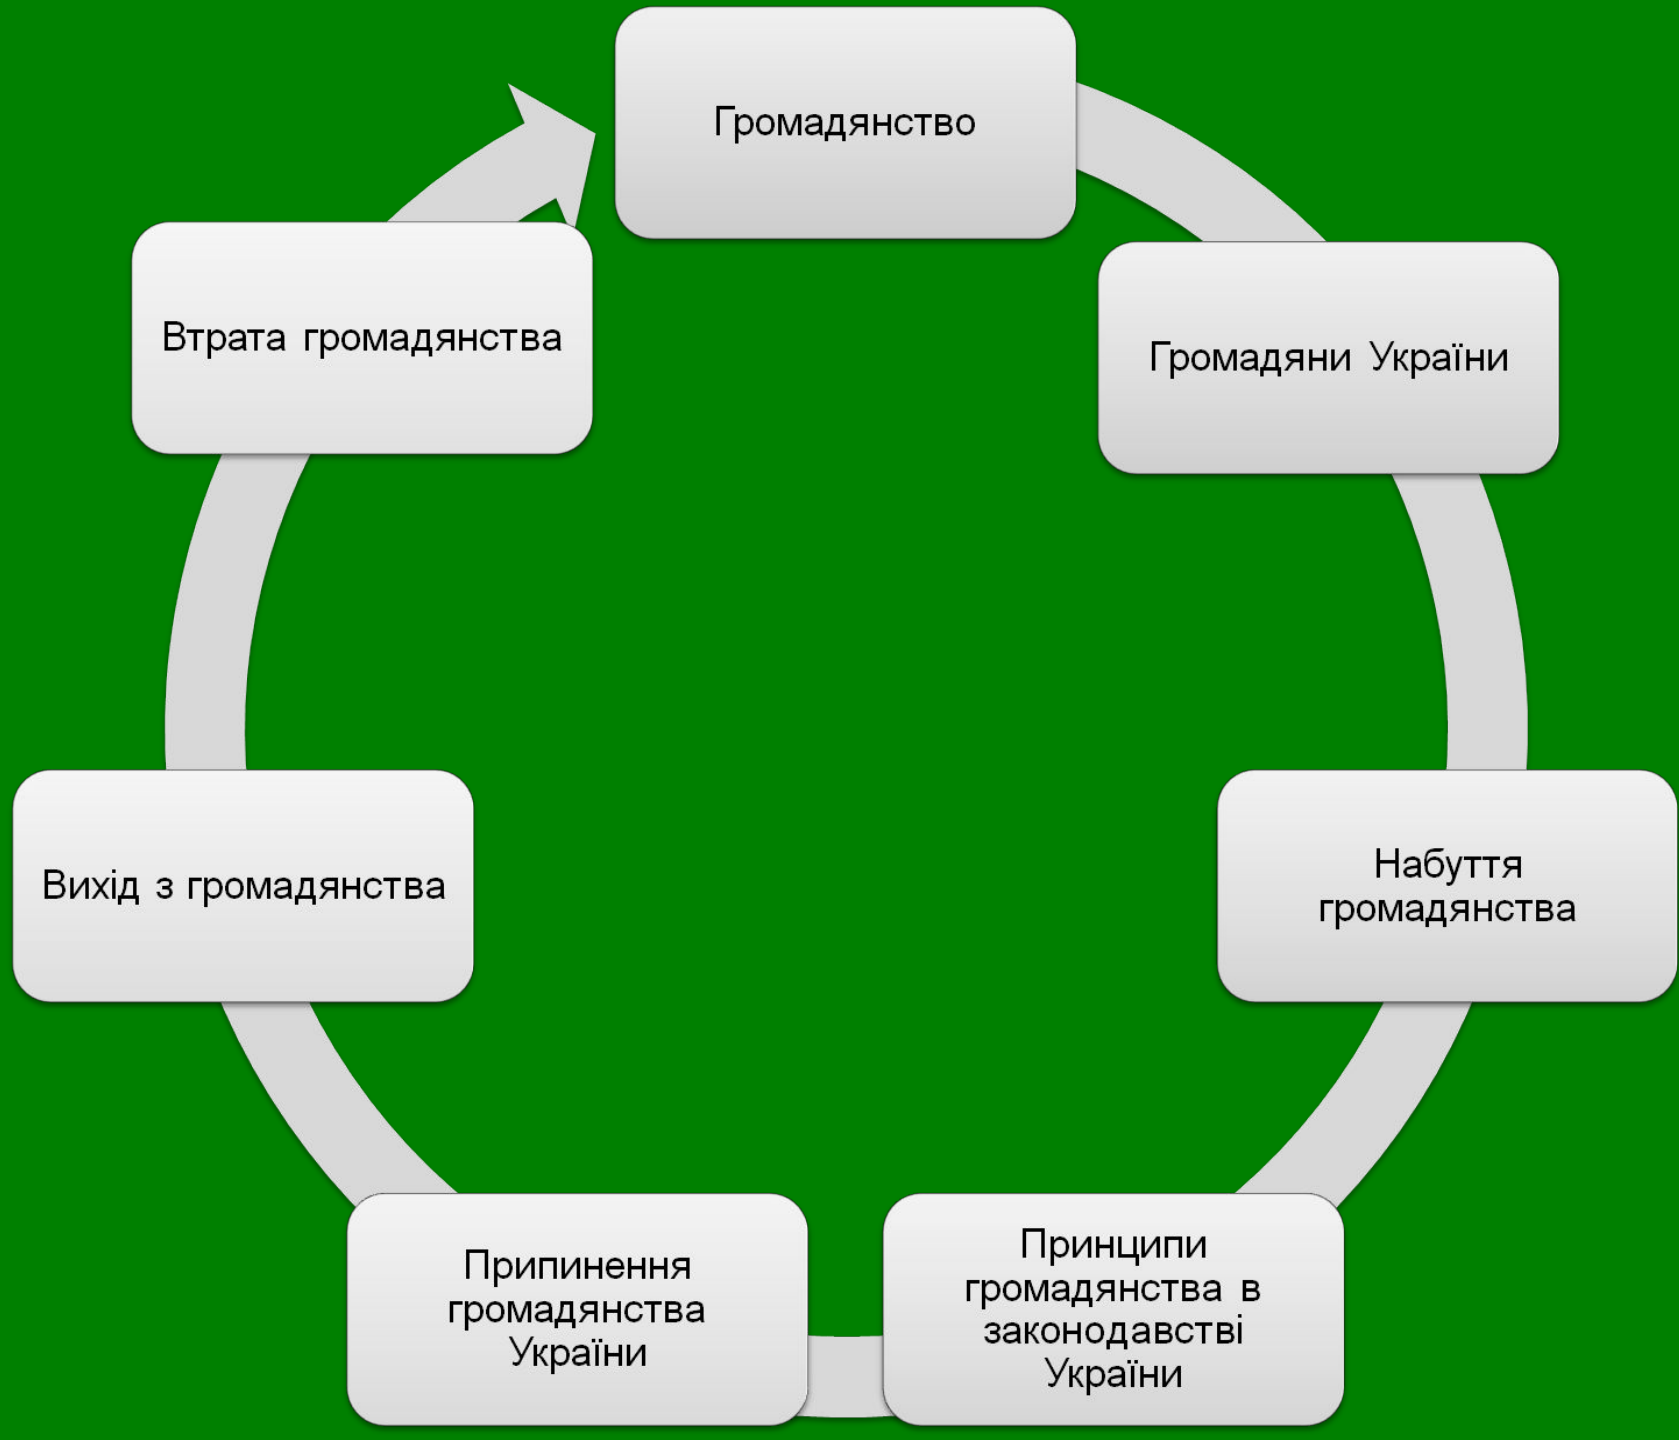 Громадянство
Громадяни України
Набуття
громадянства
Принципи
громадянства в
законодавстві
України
Припинення
громадянства
України
Вихід з громадянства
Втрата громадянства